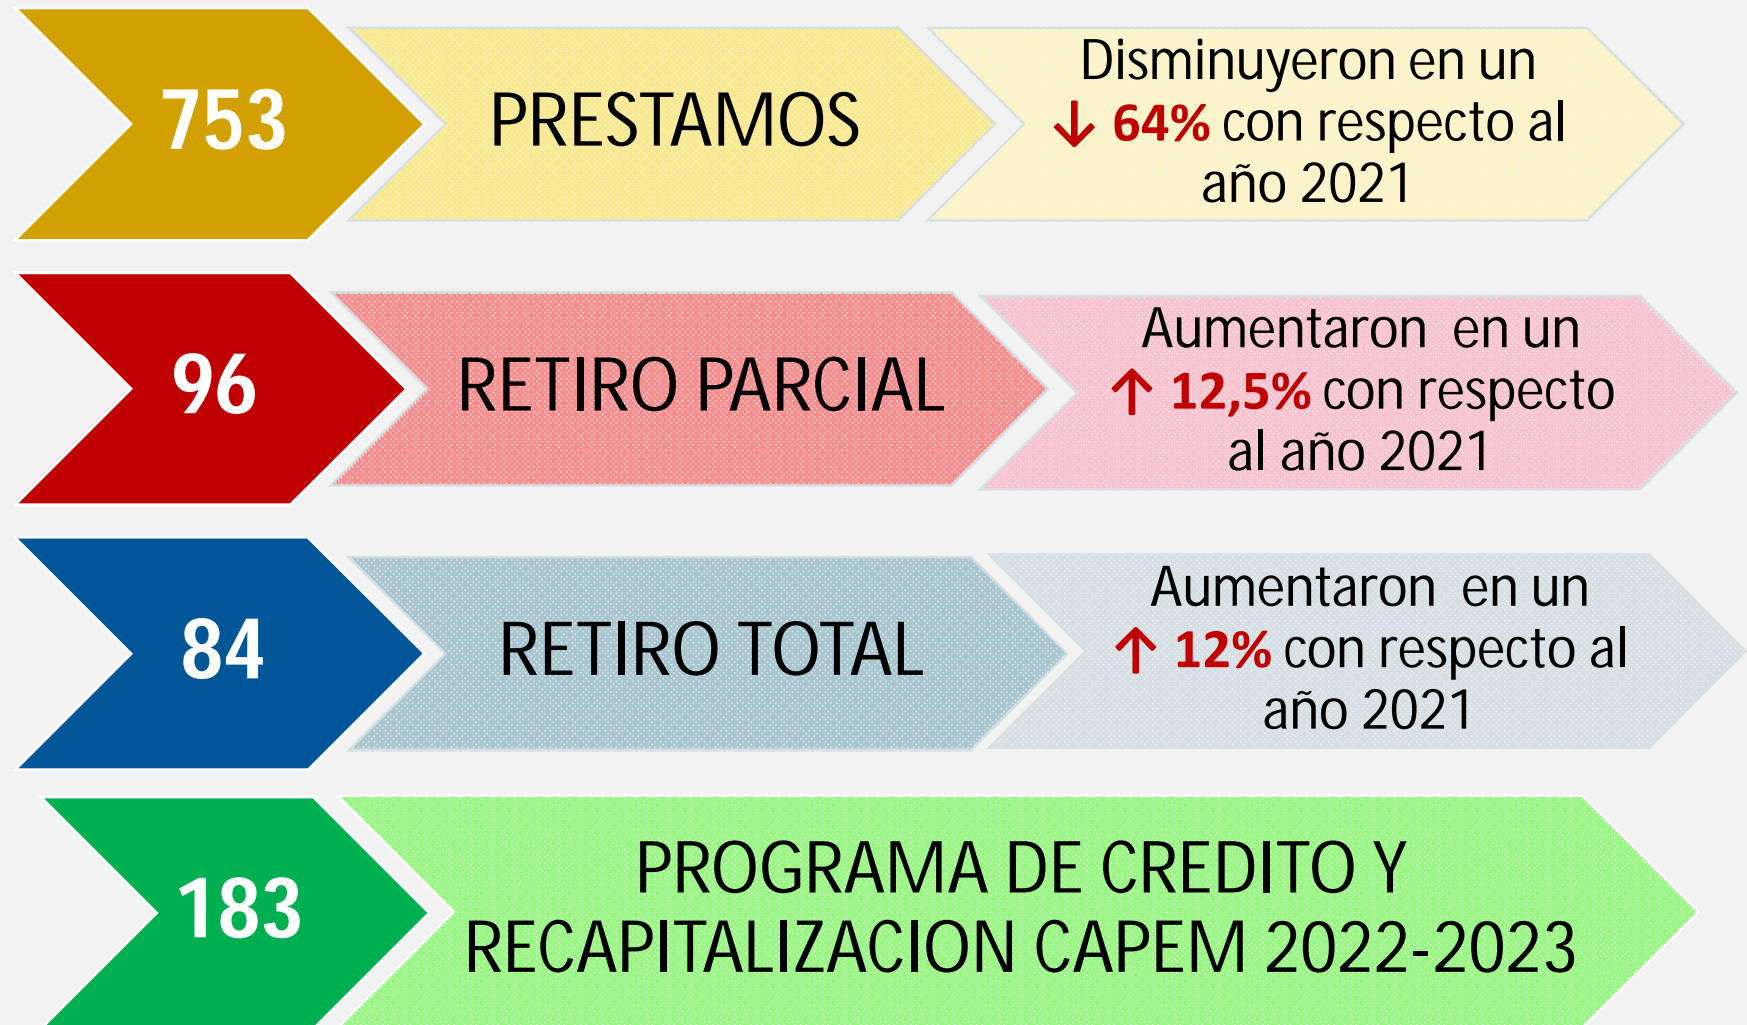 753
PRESTAMOS
Disminuyeron en un
↓ 64% con respecto al
año 2021
96
RETIRO PARCIAL
Aumentaron en un
↑ 12,5% con respecto
al año 2021
84
RETIRO TOTAL
Aumentaron en un
↑ 12% con respecto al
año 2021
183
PROGRAMA DE CREDITO Y
RECAPITALIZACION CAPEM 2022-2023